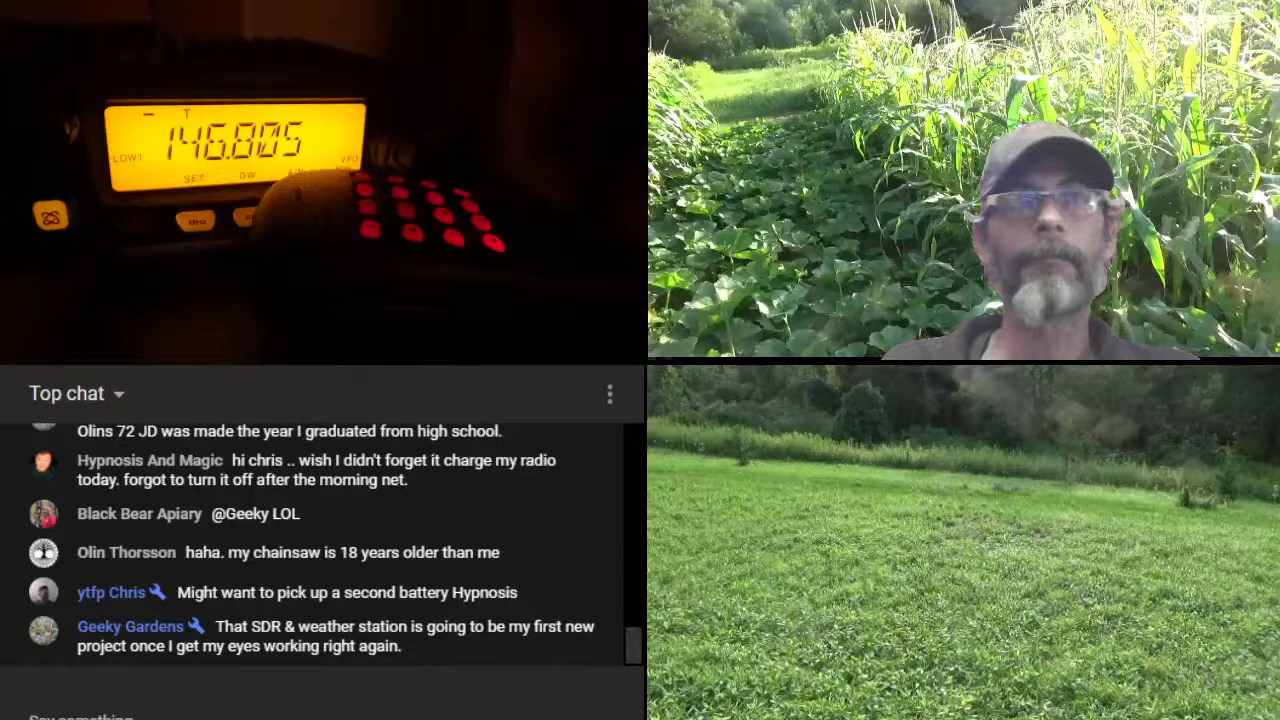 T
146.805
LOW1
VFO
SET
BW
Top chat
Olins 72 JD was made the year I graduated from high school.
Hypnosis And Magic hi chris .. wish I didn't forget it charge my radio
today. forgot to turn it off after the morning net.
Black Bear Apiary @Geeky LOL
Olin Thorsson haha. my chainsaw is 18 years older than me
ytfp Chris Might want to pick up a second battery Hypnosis
Geeky Gardens That SDR & weather station is going to be my first new
project once I get my eyes working right again.
Say something